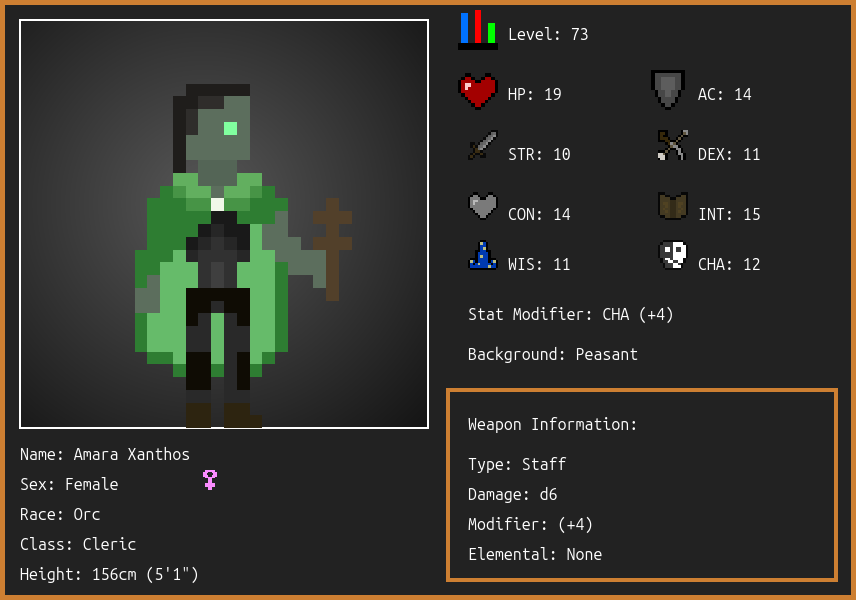 Level: 73
HP: 19
AC: 14
STR: 10
DEX: 11
CON: 14
INT: 15
WIS: 11
CHA: 12
Stat Modifier: CHA (+4)
Background: Peasant
Weapon Information:
Type: Staff
Damage: d6
Modifier: (+4)
Elemental: None
Name: Amara Xanthos
Sex: Female
Race: Orc
Class: Cleric
Height: 156cm (5'1")